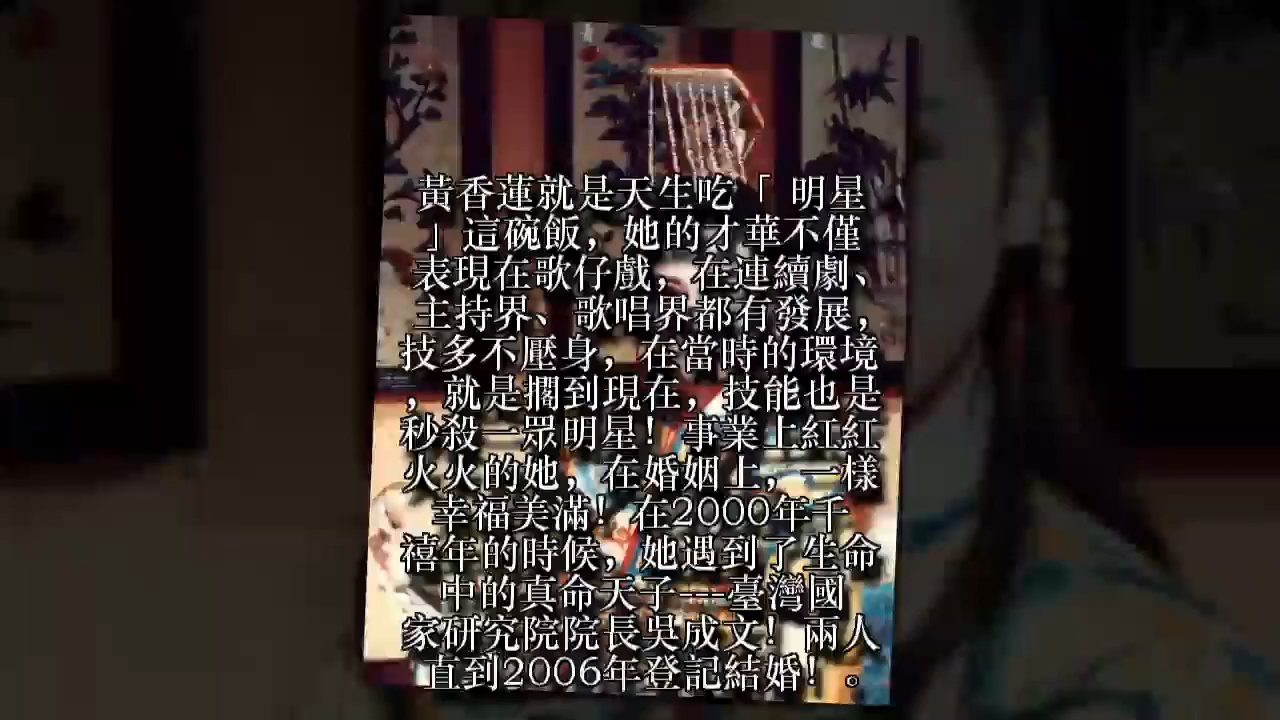 黃香蓮就是天生吃「 明星
」這碗飯，她的才華不僅
表現在歌仔戲，在連續劇、
主持界、歌唱界都有發展，
技多不壓身，在當時的環境
，就是擱到現在，技能也是
秒殺一眾明星！事業上紅紅
火火的她，在婚姻上，一樣
幸福美滿！在2000年千
禧年的時候，她遇到了生命
中的真命天子---臺灣國
家研究院院長吳成文！兩人
直到2006年登記結婚！。